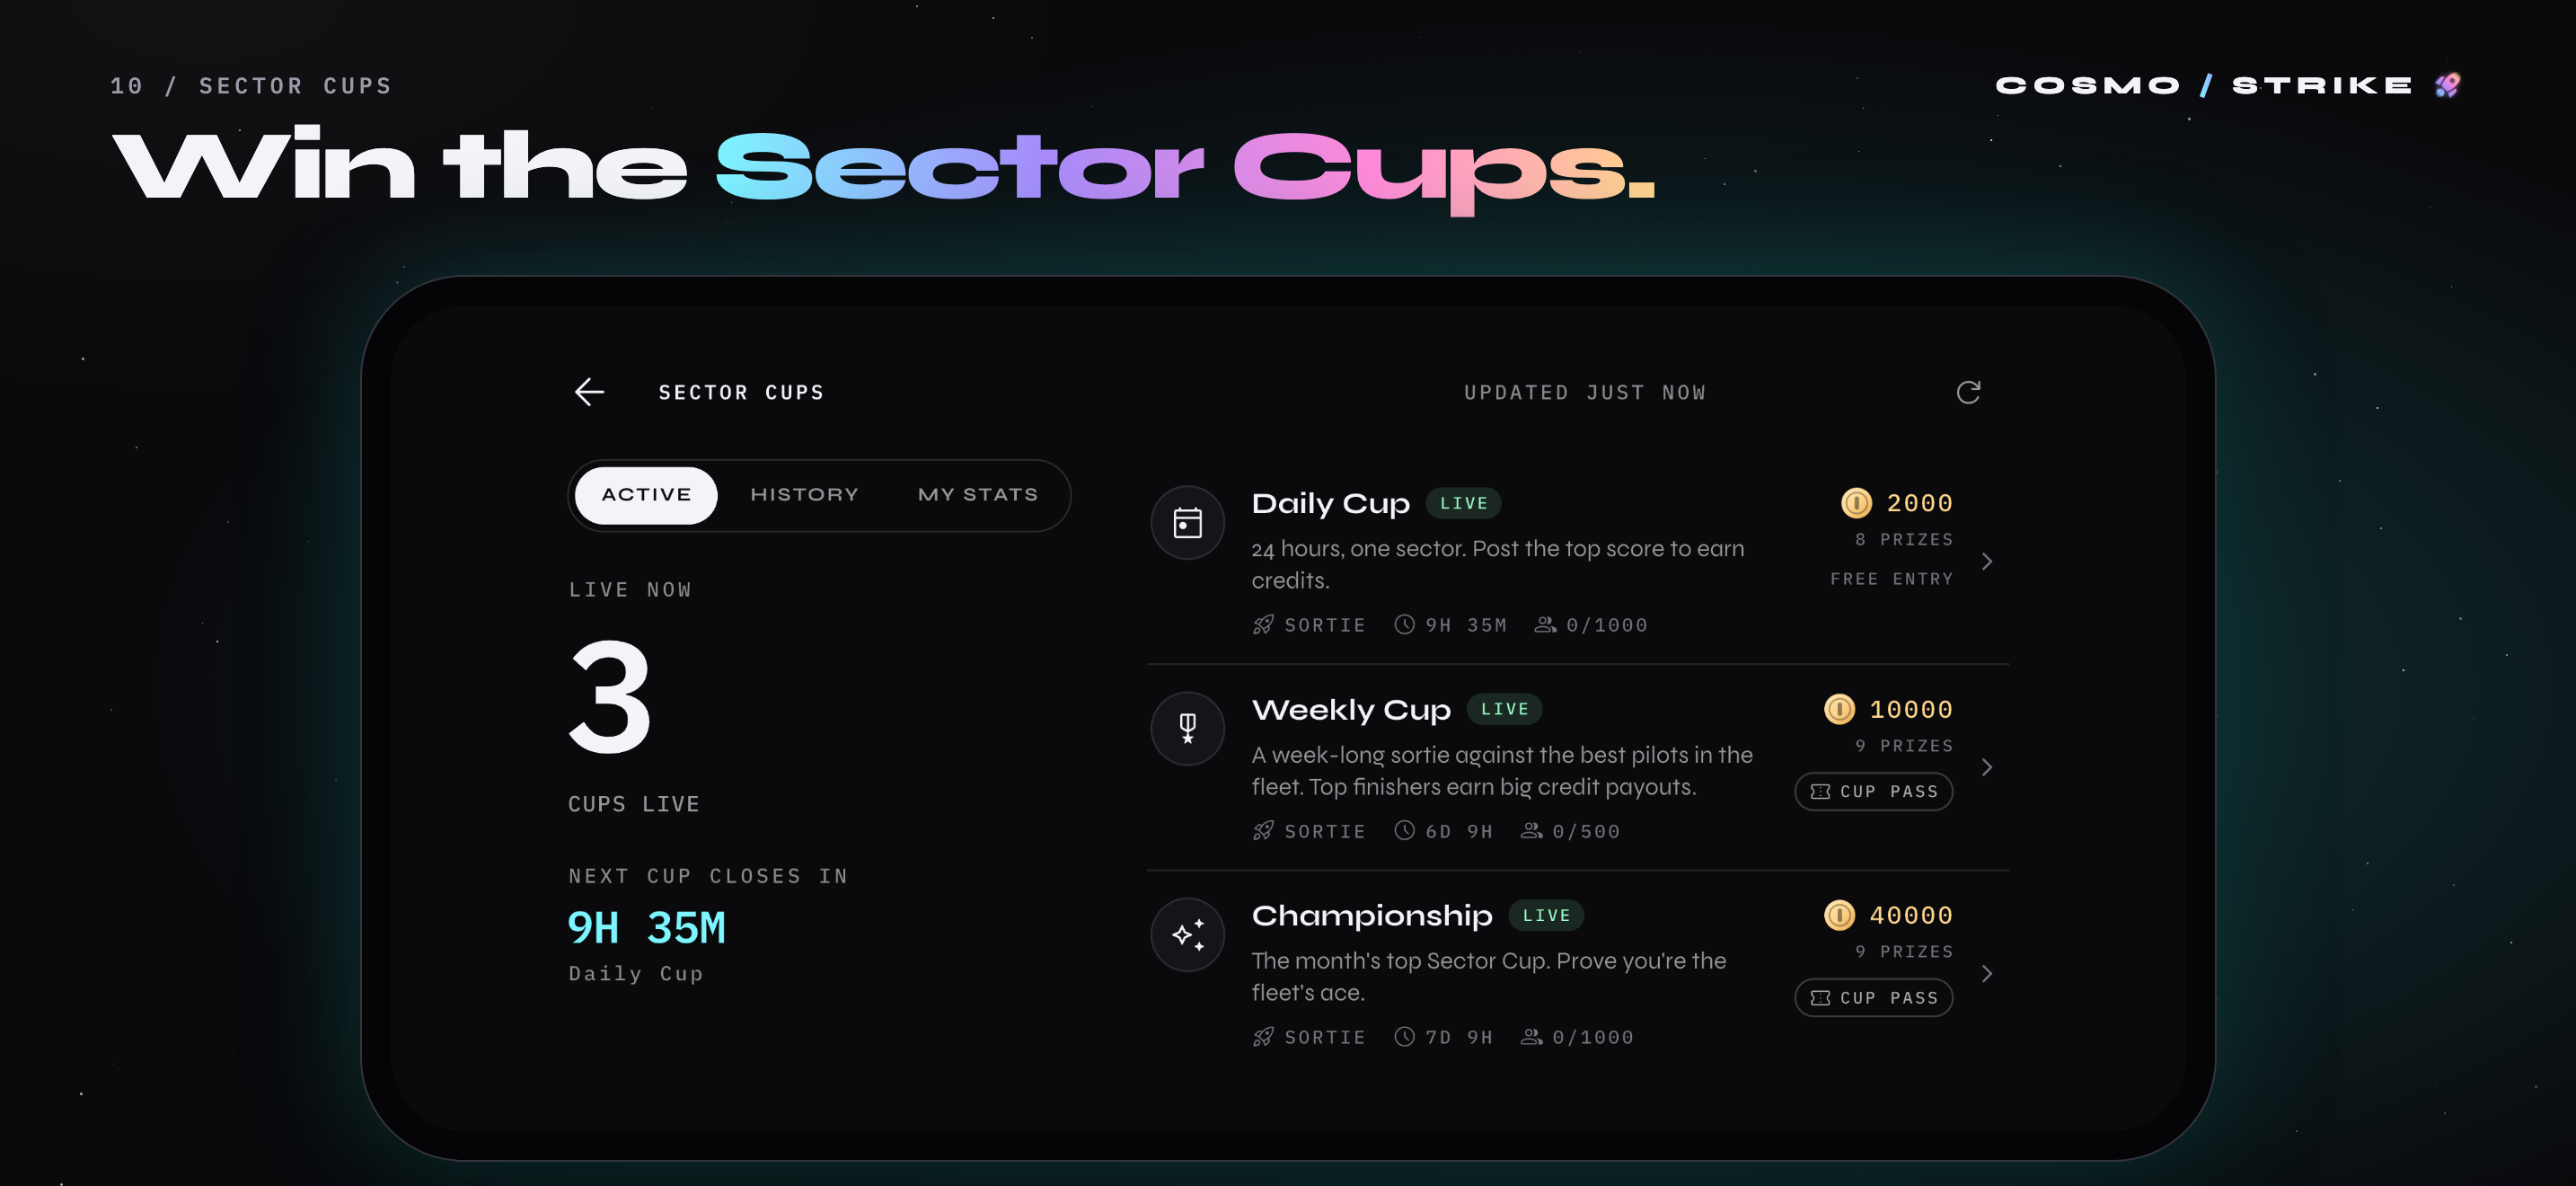 10 / SECTOR CUPS
COSMO / STRIKE
Win the Sector Cups.
SECTOR CUPS
UPDATED JUST NOW
ACTIVE
HISTORY
MY STATS
LIVE NOW
3
CUPS LIVE
NEXT CUP CLOSES IN
9H 35M
Daily Cup
Daily Cup
LIVE
24 hours, one sector. Post the top score to earn
credits.
SORTIE
9H 35M
0/1000
2000
8 PRIZES
FREE ENTRY
Weekly Cup
LIVE
A week-long sortie against the best pilots in the
fleet. Top finishers earn big credit payouts.
SORTIE
6D 9H
0/500
10000
9 PRIZES
CUP PASS
Championship
LIVE
The month's top Sector Cup. Prove you're the
fleet's ace.
SORTIE
7D 9H
0/1000
40000
9 PRIZES
CUP PASS